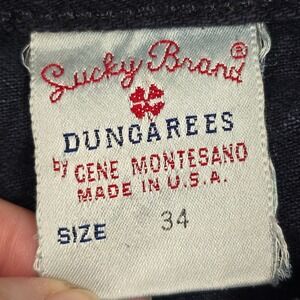 Lucky Brand®
DUNGAREES
by GENE MONTESANO
MADE IN U.S.A.
SIZE 34